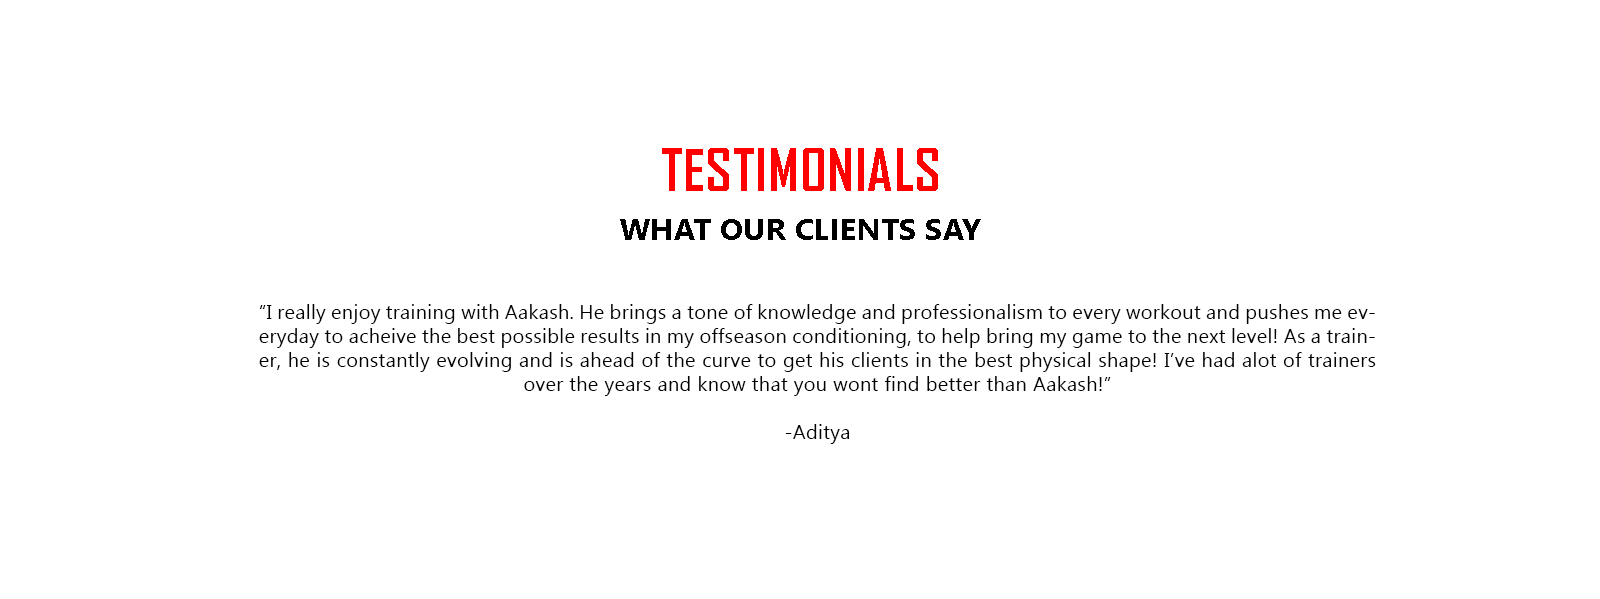 TESTIMONIALS
WHAT OUR CLIENTS SAY
“I really enjoy training with Aakash. He brings a tone of knowledge and professionalism to every workout and pushes me ev-
eryday to acheive the best possible results in my offseason conditioning, to help bring my game to the next level! As a train-
er, he is constantly evolving and is ahead of the curve to get his clients in the best physical shape! I’ve had alot of trainers
over the years and know that you wont find better than Aakash!”
-Aditya